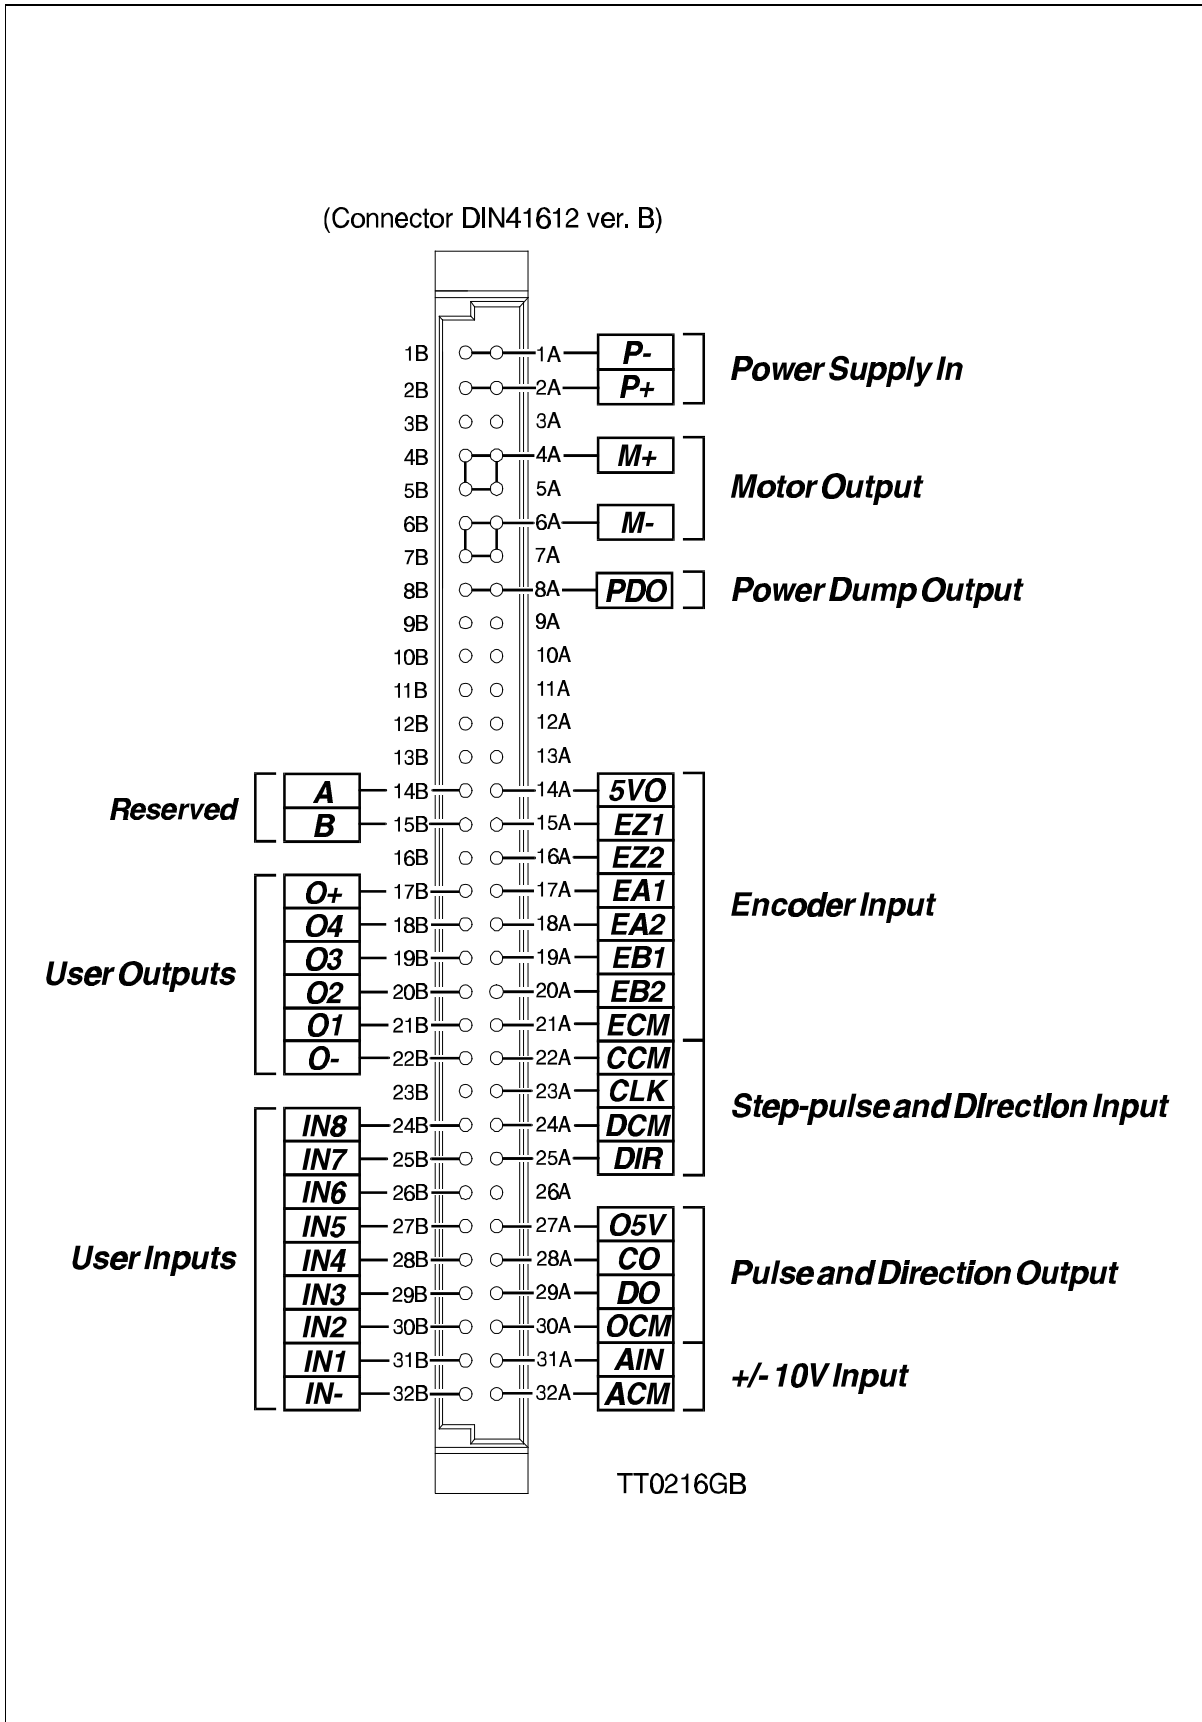 (Connector DIN41612 ver. B)
1B 1A P-
Power Supply In
2B 2A P+
3B 3A
4B 4A M+
Motor Output
5B 5A
6B 6A M-
7B 7A
8B 8A PDO Power Dump Output
9B 9A
10B 10A
11B 11A
12B 12A
13B 13A
Reserved
A 14B 14A 5VO
B 15B 15A EZ1
16B 16A EZ2
O+ 17B 17A EA1
Encoder Input
O4 18B 18A EA2
O3 19B 19A EB1
User Outputs
O2 20B 20A EB2
O1 21B 21A ECM
O- 22B 22A CCM
23B 23A CLK
Step-pulse and DIrectIon Input
IN8 24B 24A DCM
IN7 25B 25A DIR
IN6 26B 26A
IN5 27B 27A O5V
User Inputs
IN4 28B 28A CO
Pulse and Direction Output
IN3 29B 29A DO
IN2 30B 30A OCM
IN1 31B 31A AIN
+/- 10V Input
IN- 32B 32A ACM
TT0216GB